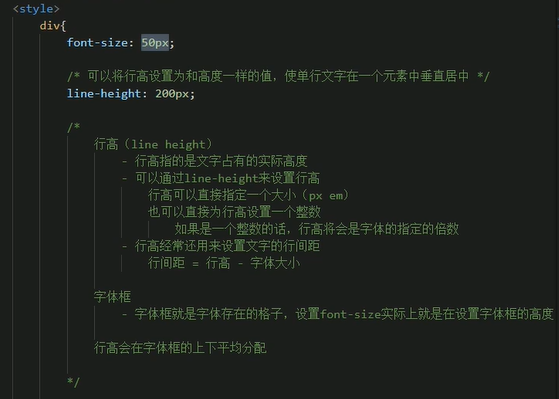 <style>
div{
font-size: 50px;
/* 可以将行高设置为和高度一样的值，使单行文字在一个元素中垂直居中 */
line-height: 200px;
/*
行高（line height）
- 行高指的是文字占有的实际高度
- 可以通过line-height来设置行高
行高可以直接指定一个大小（px em）
也可以直接为行高设置一个整数
如果是一个整数的话，行高将会是字体的指定的倍数
- 行高经常还用来设置文字的行间距
行间距 = 行高 - 字体大小
字体框
- 字体框就是字体存在的格子，设置font-size实际上就是在设置字体框的高度
行高会在字体框的上下平均分配
*/